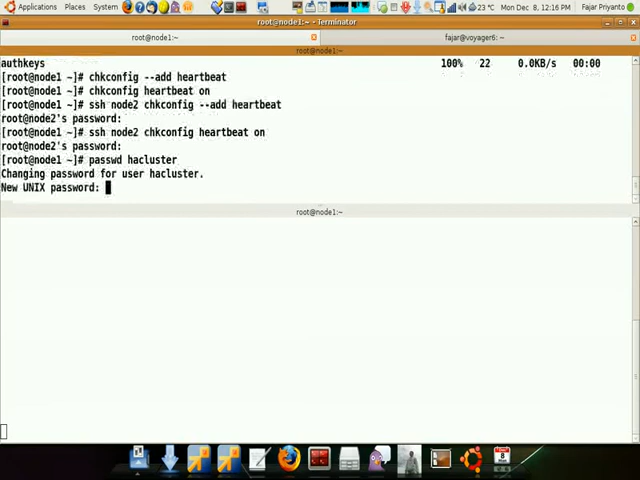 root@node1:~ - Terminator
Applications Places System 23 °C Mon Dec 8, 12:16 PM Fajar Priyanto
root@node1:~ fajar@voyager6: ~
root@node1:~
authkeys 100% 22 0.0KB/s 00:00
[root@node1 ~]# chkconfig --add heartbeat
[root@node1 ~]# chkconfig heartbeat on
[root@node1 ~]# ssh node2 chkconfig --add heartbeat
root@node2's password:
[root@node1 ~]# ssh node2 chkconfig heartbeat on
root@node2's password:
[root@node1 ~]# passwd hacluster
Changing password for user hacluster.
New UNIX password:
root@node1:~
8